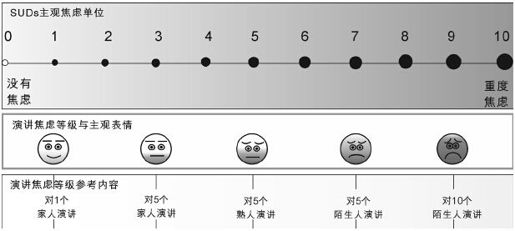 SUDs主观焦虑单位
0 1 2 3 4 5 6 7 8 9 10
没有 重度
焦虑 焦虑
演讲焦虑等级与主观表情
演讲焦虑等级参考内容
对1个 对5个 对5个 对5个 对10个
家人演讲 家人演讲 熟人演讲 陌生人演讲 陌生人演讲